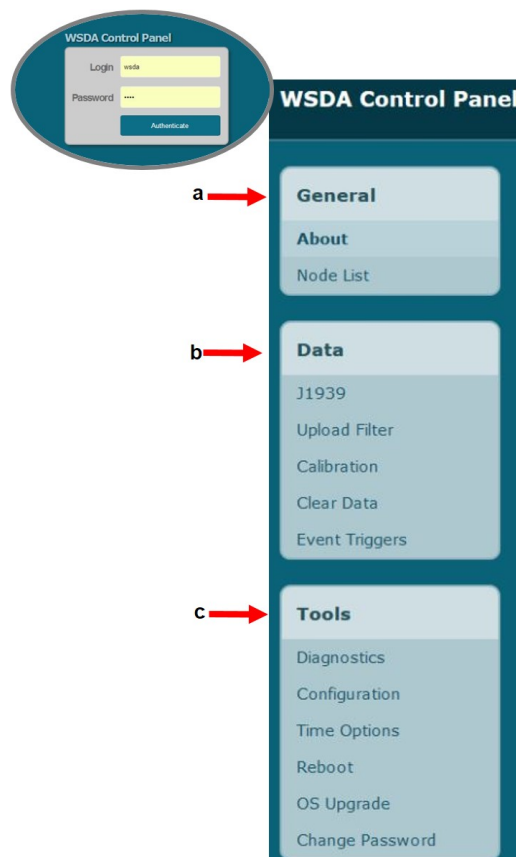 WSDA Control Panel
Login wsda
Password ····
Authenticate
WSDA Control Panel
a
General
About
Node List
b
Data
J1939
Upload Filter
Calibration
Clear Data
Event Triggers
c
Tools
Diagnostics
Configuration
Time Options
Reboot
OS Upgrade
Change Password